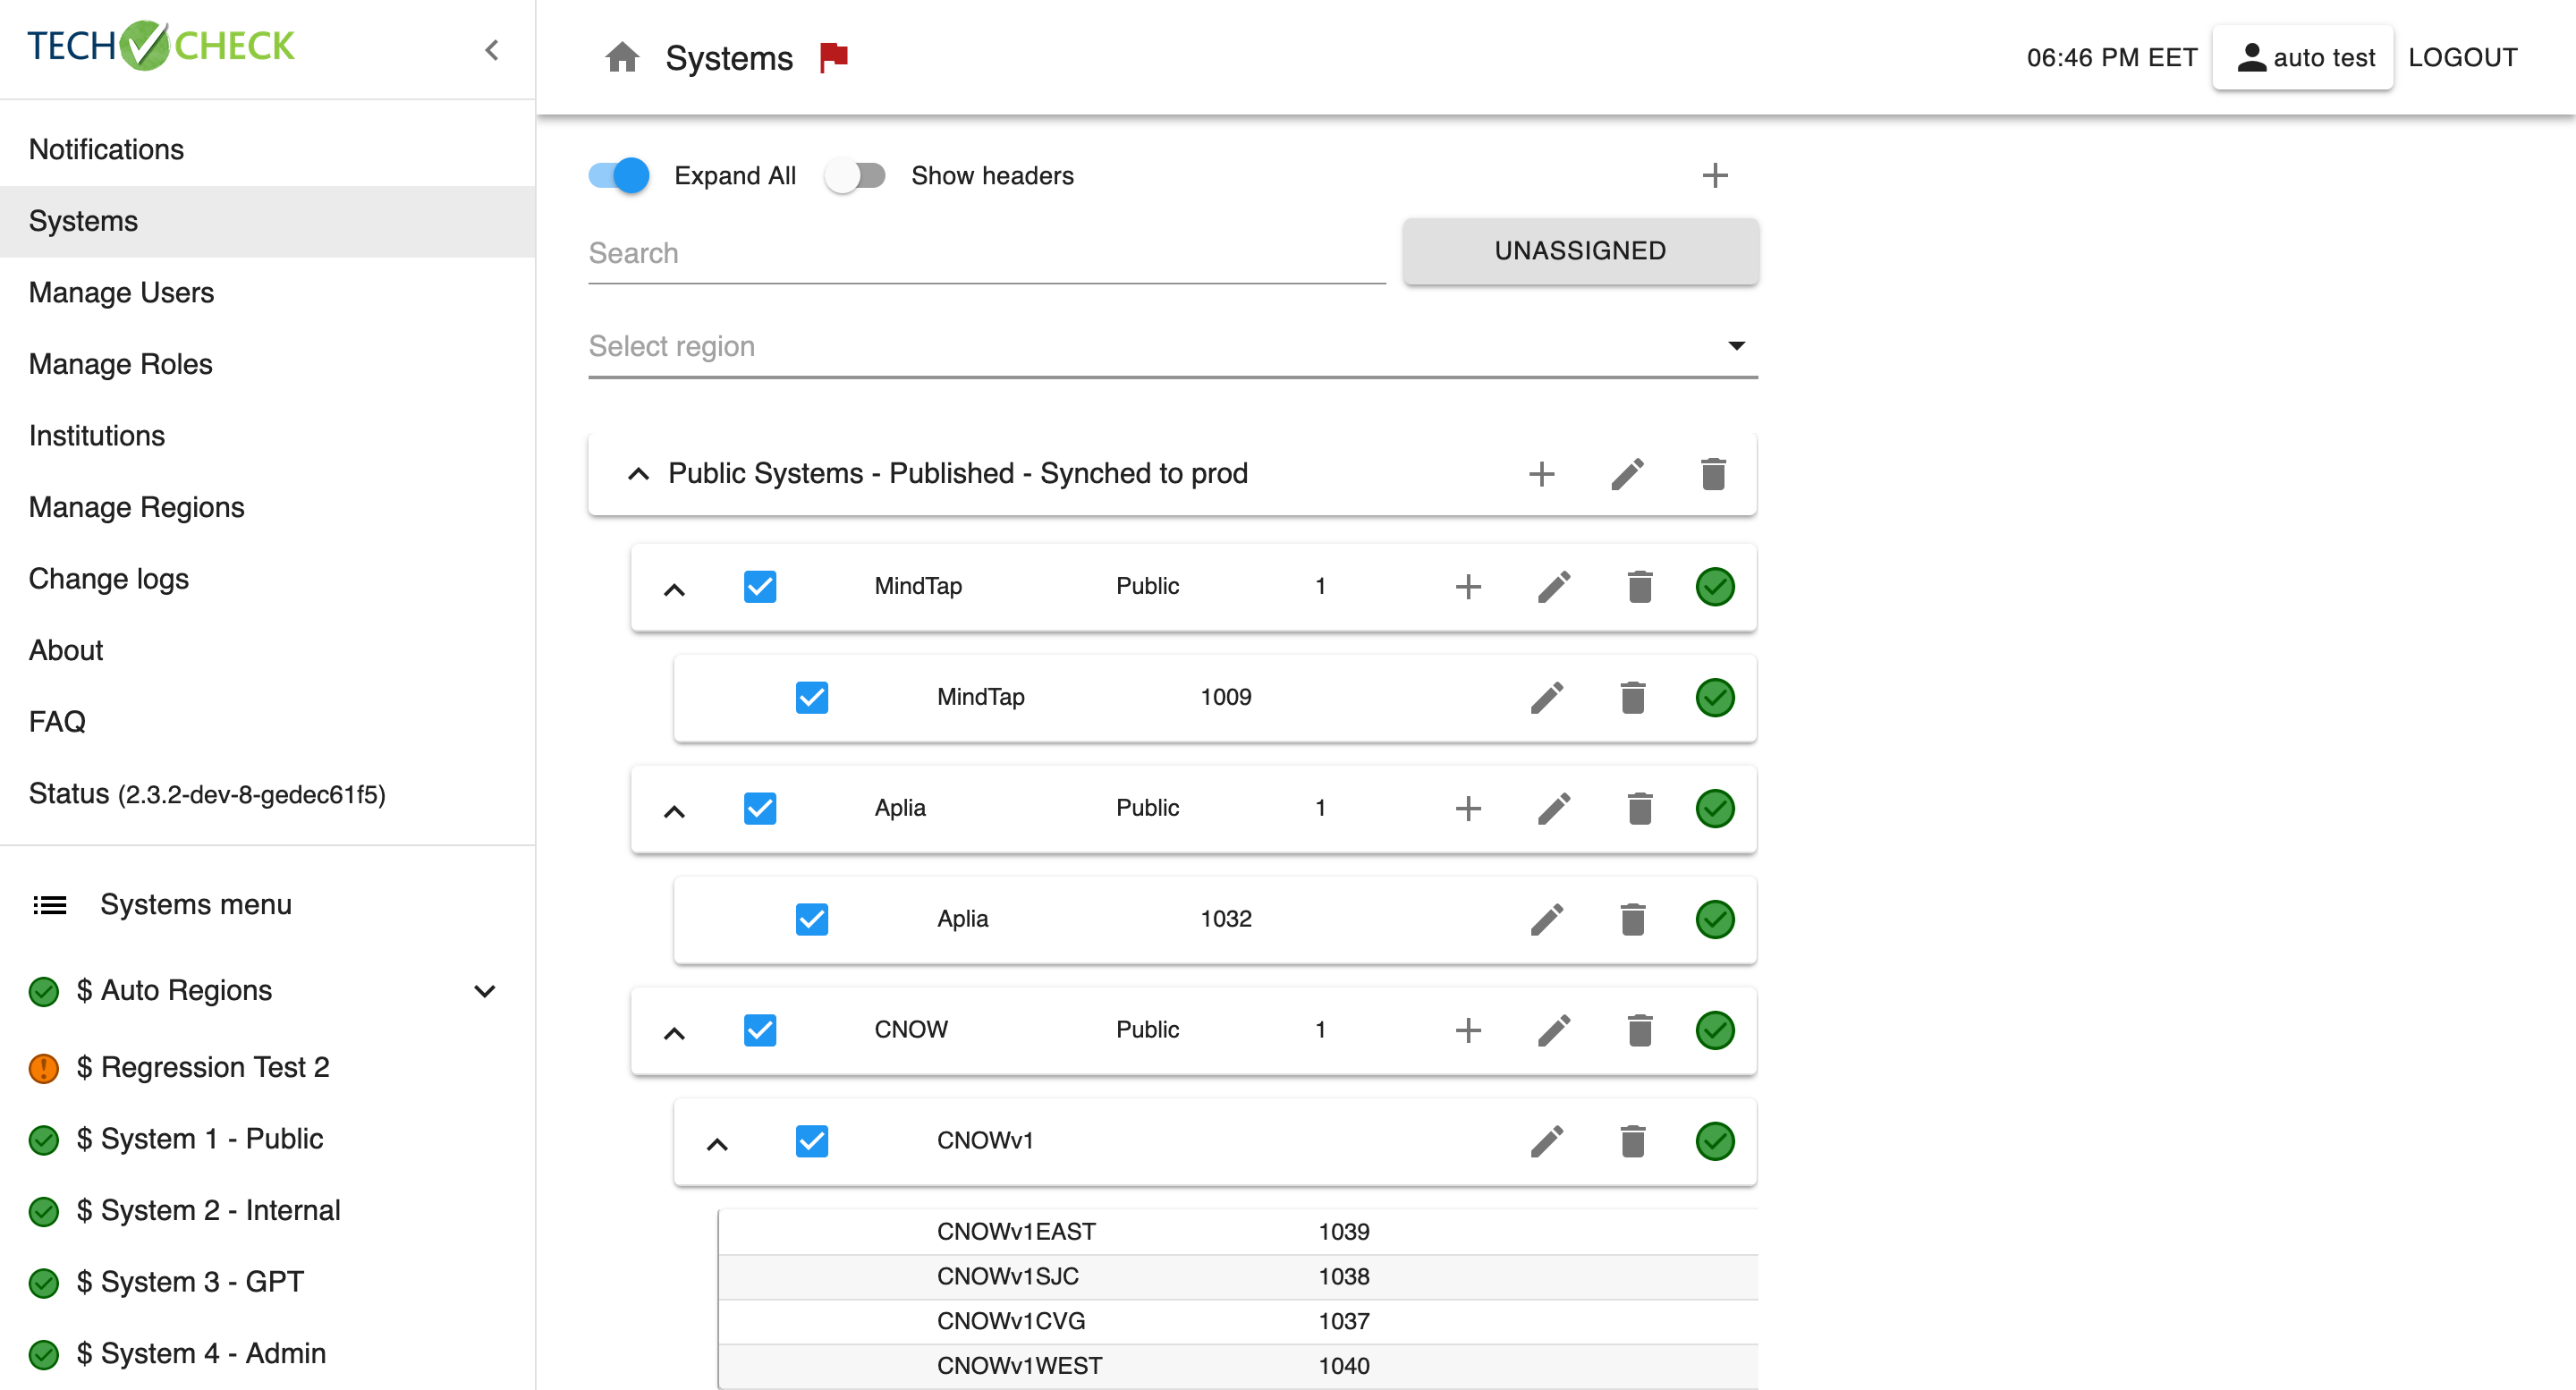 TECH CHECK
Notifications
Systems
Manage Users
Manage Roles
Institutions
Manage Regions
Change logs
About
FAQ
Status (2.3.2-dev-8-gedec61f5)
Systems menu
$ Auto Regions
$ Regression Test 2
$ System 1 - Public
$ System 2 - Internal
$ System 3 - GPT
$ System 4 - Admin
Systems
06:46 PM EET auto test LOGOUT
Expand All Show headers
Search UNASSIGNED
Select region
Public Systems - Published - Synched to prod
MindTap Public 1
MindTap 1009
Aplia Public 1
Aplia 1032
CNOW Public 1
CNOWv1
CNOWv1EAST 1039
CNOWv1SJC 1038
CNOWv1CVG 1037
CNOWv1WEST 1040